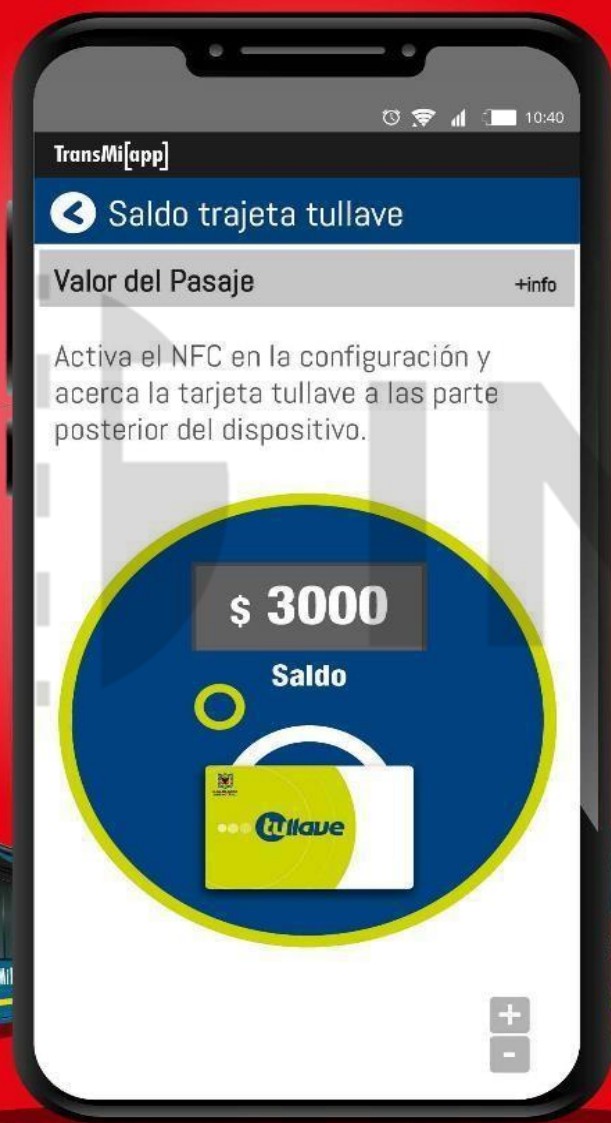 10:40
TransMi[app]
Saldo trajeta tullave
Valor del Pasaje +info
Activa el NFC en la configuración y
acerca la tarjeta tullave a las parte
posterior del dispositivo.
$ 3000
Saldo
tullave
+
-